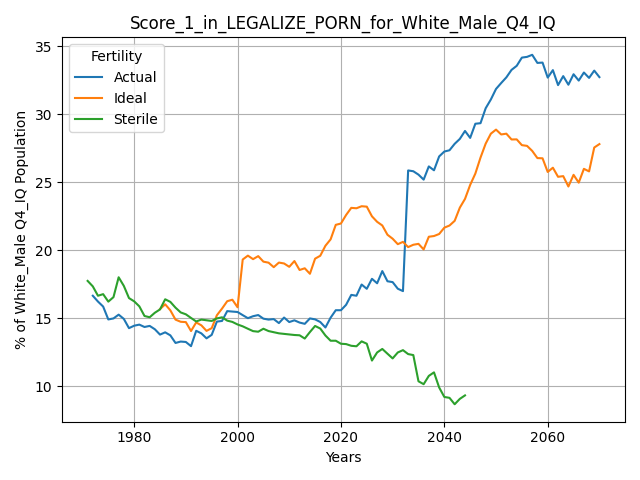 Score_1_in_LEGALIZE_PORN_for_White_Male_Q4_IQ
% of White_Male Q4_IQ Population
35
30
25
20
15
10
Fertility
Actual
Ideal
Sterile
1980 2000 2020 2040 2060
Years